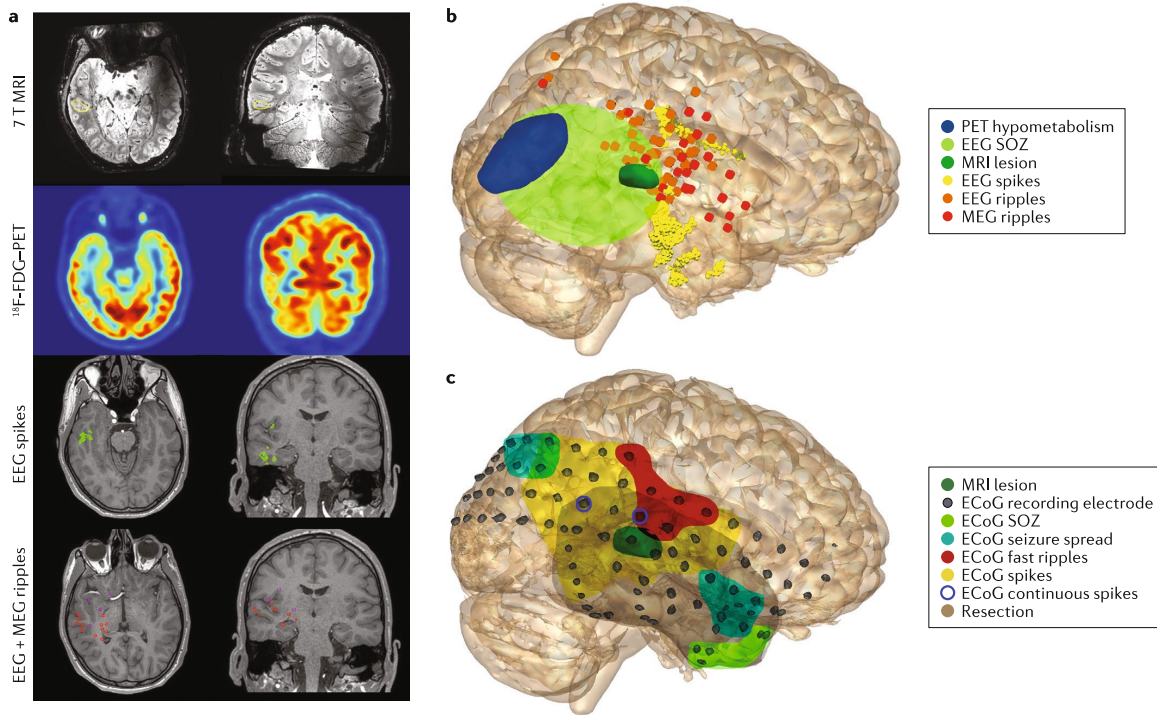 a
7 T MRI
¹⁸F-FDG–PET
EEG spikes
EEG + MEG ripples
b
PET hypometabolism
EEG SOZ
MRI lesion
EEG spikes
EEG ripples
MEG ripples
c
MRI lesion
ECoG recording electrode
ECoG SOZ
ECoG seizure spread
ECoG fast ripples
ECoG spikes
ECoG continuous spikes
Resection